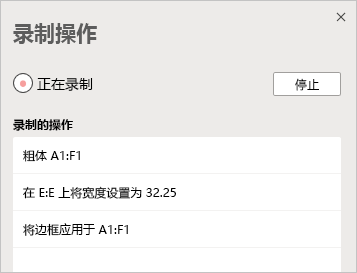 录制操作
正在录制
停止
录制的操作
粗体 A1:F1
在 E:E 上将宽度设置为 32.25
将边框应用于 A1:F1